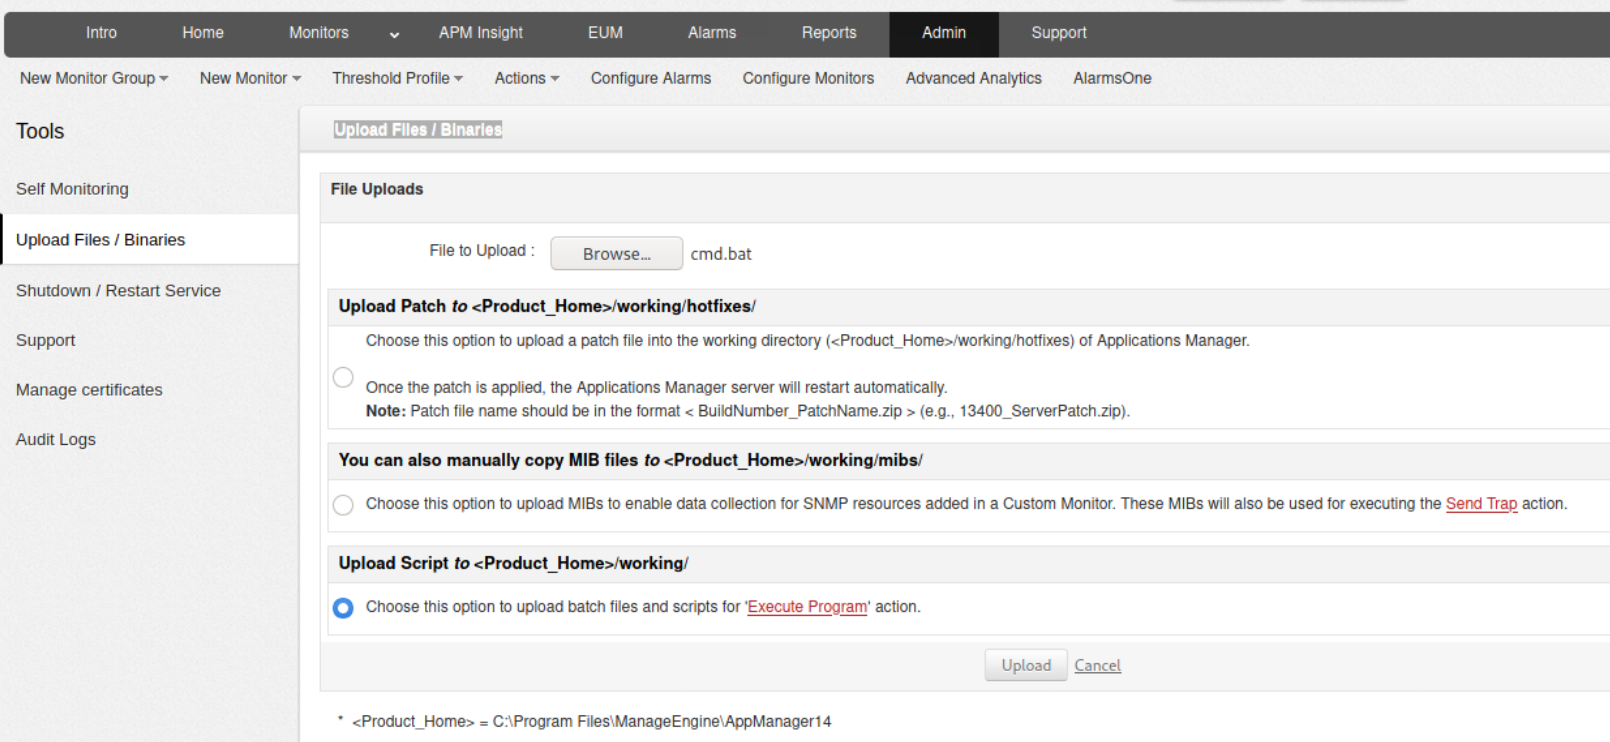 Intro Home Monitors APM Insight EUM Alarms Reports Admin Support
New Monitor Group New Monitor Threshold Profile Actions Configure Alarms Configure Monitors Advanced Analytics AlarmsOne
Tools
Self Monitoring
Upload Files / Binaries
Shutdown / Restart Service
Support
Manage certificates
Audit Logs
Upload Files / Binaries
File Uploads
File to Upload : Browse... cmd.bat
Upload Patch to <Product_Home>/working/hotfixes/
Choose this option to upload a patch file into the working directory (<Product_Home>/working/hotfixes) of Applications Manager.
Once the patch is applied, the Applications Manager server will restart automatically.
Note: Patch file name should be in the format < BuildNumber_PatchName.zip > (e.g., 13400_ServerPatch.zip).
You can also manually copy MIB files to <Product_Home>/working/mibs/
Choose this option to upload MIBs to enable data collection for SNMP resources added in a Custom Monitor. These MIBs will also be used for executing the Send Trap action.
Upload Script to <Product_Home>/working/
Choose this option to upload batch files and scripts for 'Execute Program' action.
Upload Cancel
* <Product_Home> = C:\Program Files\ManageEngine\AppManager14